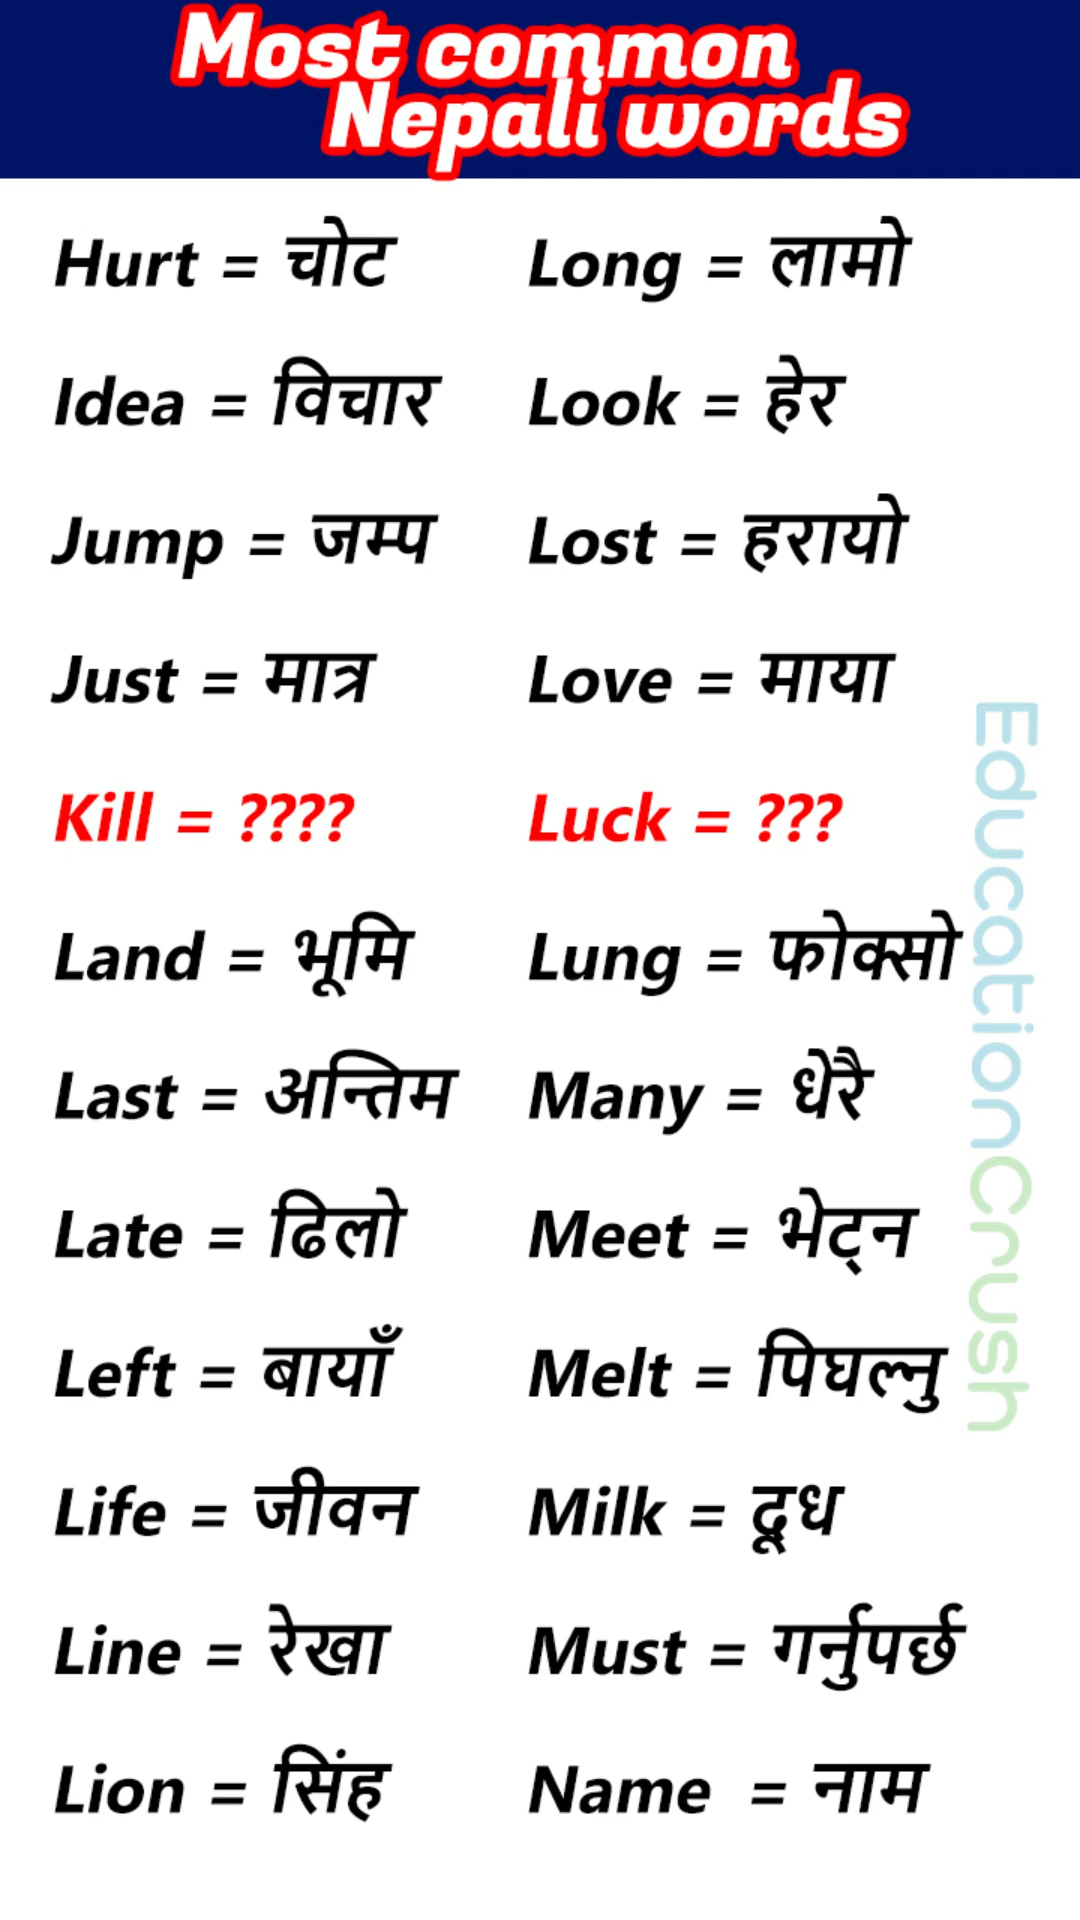 Most common
Nepali words
Hurt = चोट
Idea = विचार
Jump = जम्प
Just = मात्र
Kill = ????
Land = भूमि
Last = अन्तिम
Late = ढिलो
Left = बायाँ
Life = जीवन
Line = रेखा
Lion = सिंह
Long = लामो
Look = हेर
Lost = हरायो
Love = माया
Luck = ???
Lung = फोक्सो
Many = धेरै
Meet = भेट्न
Melt = पिघल्नु
Milk = दूध
Must = गर्नुपर्छ
Name = नाम
EducationCrush